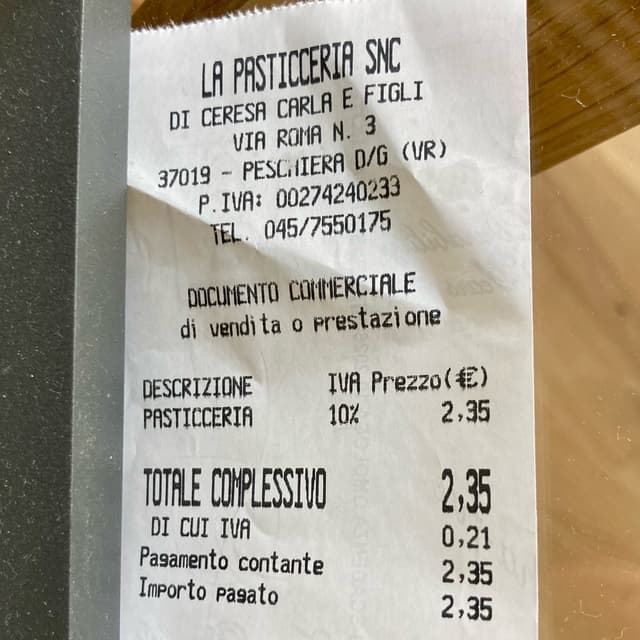 LA PASTICCERIA SNC
DI CERESA CARLA E FIGLI
VIA ROMA N. 3
37019 - PESCHIERA D/G (VR)
P.IVA: 00274240233
TEL. 045/7550175
DOCUMENTO COMMERCIALE
di vendita o prestazione
DESCRIZIONE IVA Prezzo(€)
PASTICCERIA 10% 2,35
TOTALE COMPLESSIVO 2,35
DI CUI IVA 0,21
Pagamento contante 2,35
Importo pagato 2,35